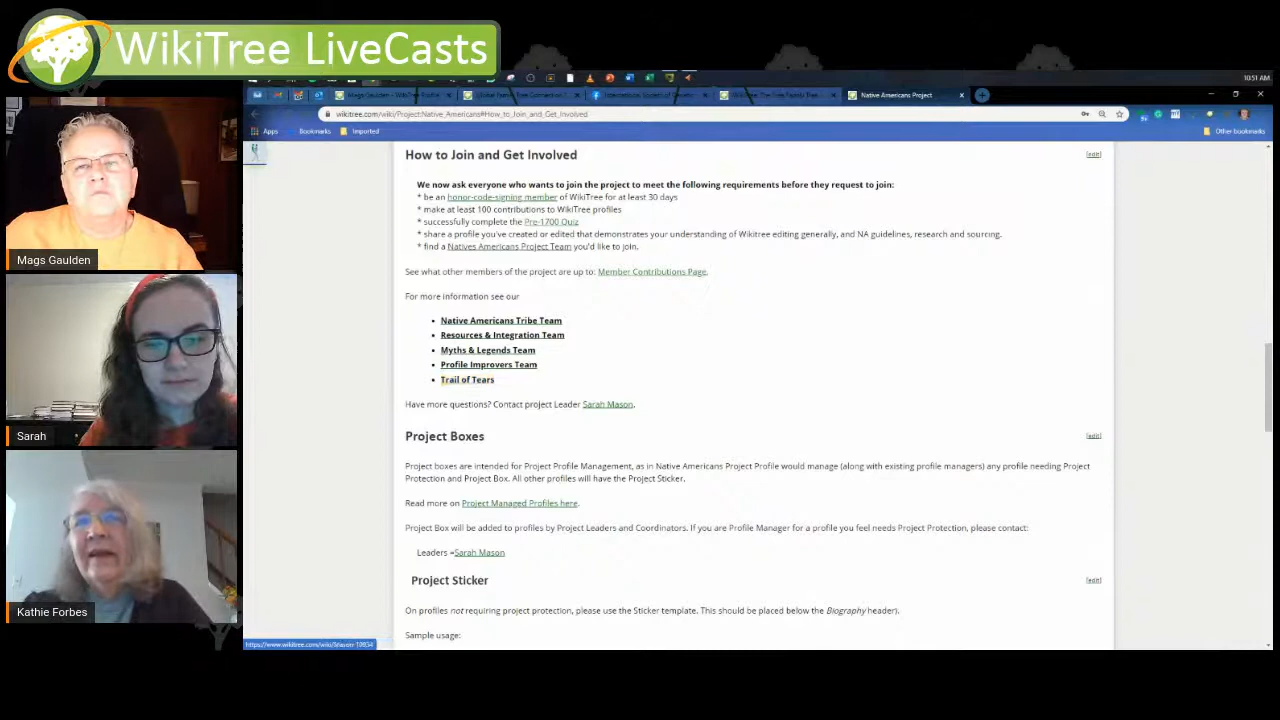 WikiTree LiveCasts
10:51 AM
Native Americans Project
wikitree.com/wiki/Project:Native_Americans#How_to_Join_and_Get_Involved
Apps Bookmarks Imported Other bookmarks
How to Join and Get Involved [edit]
We now ask everyone who wants to join the project to meet the following requirements before they request to join:
* be an honor-code-signing member of WikiTree for at least 30 days
* make at least 100 contributions to WikiTree profiles
* successfully complete the Pre-1700 Quiz
* share a profile you've created or edited that demonstrates your understanding of Wikitree editing generally, and NA guidelines, research and sourcing.
* find a Natives Americans Project Team you'd like to join.
See what other members of the project are up to: Member Contributions Page.
For more information see our
• Native Americans Tribe Team
• Resources & Integration Team
• Myths & Legends Team
• Profile Improvers Team
• Trail of Tears
Have more questions? Contact project Leader Sarah Mason.
Project Boxes [edit]
Project boxes are intended for Project Profile Management, as in Native Americans Project Profile would manage (along with existing profile managers) any profile needing Project
Protection and Project Box. All other profiles will have the Project Sticker.
Read more on Project Managed Profiles here.
Project Box will be added to profiles by Project Leaders and Coordinators. If you are Profile Manager for a profile you feel needs Project Protection, please contact:
Leaders =Sarah Mason
Project Sticker [edit]
On profiles not requiring project protection, please use the Sticker template. This should be placed below the Biography header).
Sample usage:
Mags Gaulden
Sarah
Kathie Forbes